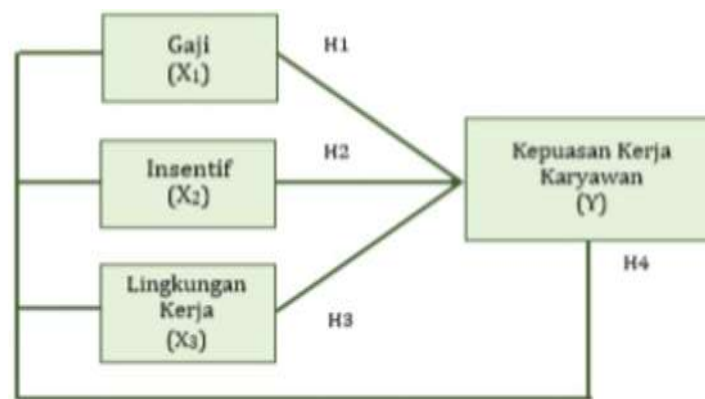 Gaji
(X₁)
H1
Insentif
(X₂)
H2
Lingkungan
Kerja
(X₃)
H3
Kepuasan Kerja
Karyawan
(Y)
H4